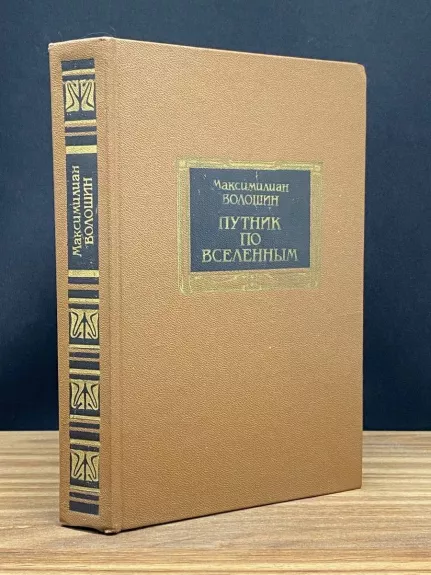 Максимилиан
ВОЛОШИН
Максимилиан
ВОЛОШИН
ПУТНИК
ПО
ВСЕЛЕННЫМ